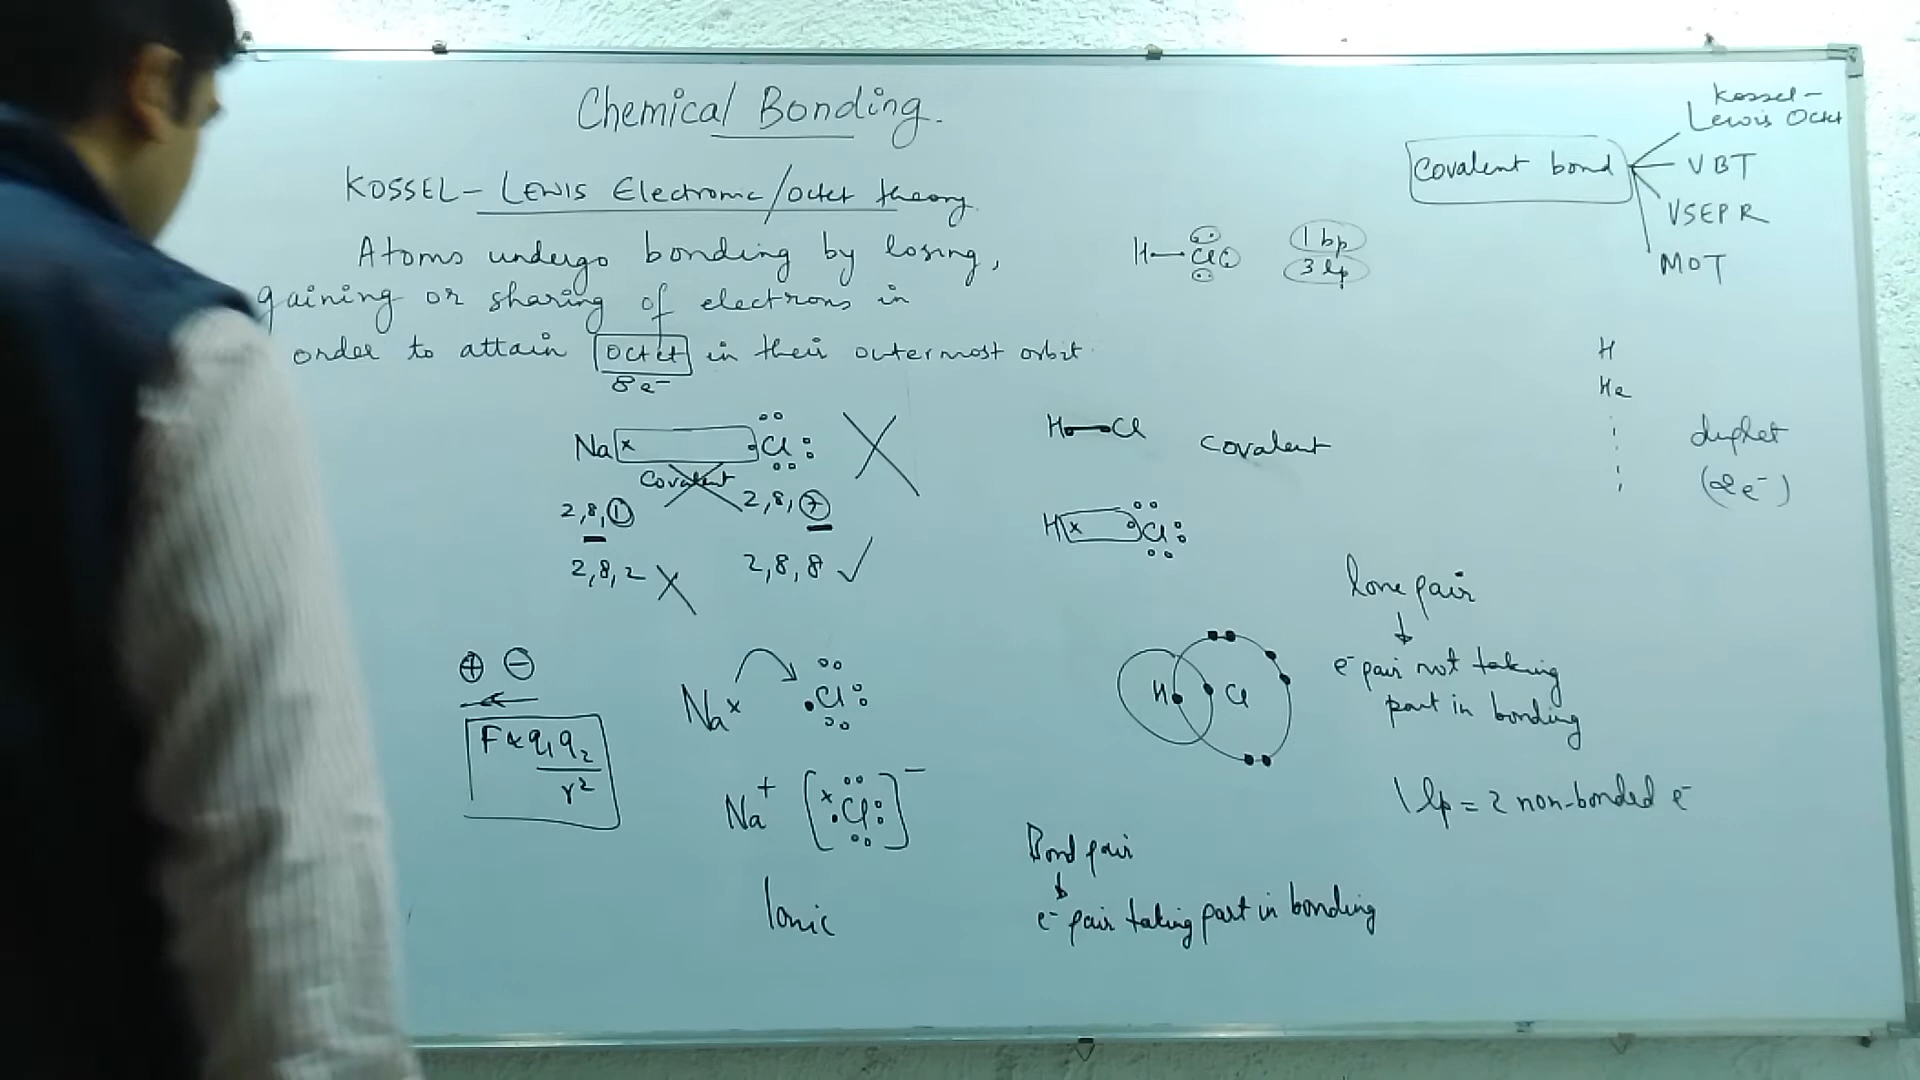 Chemical Bonding.
KOSSEL - LEWIS Electronic/octet theory
Atoms undergo bonding by losing,
gaining or sharing of electrons in
order to attain octet in their outermost orbit.
8e⁻
Na x . Cl
Covalent
2,8,1 2,8,7
2,8,2 X 2,8,8 ✓
⊕ ⊖
F ∝ q₁q₂
r²
Na x . Cl
Na⁺ [x . Cl]⁻
Ionic
Covalent bond
Kossel -
Lewis Octet
VBT
VSEPR
MOT
H—Cl
1 bp
3 lp
H—Cl covalent
H x Cl
H Cl
H
He
duplet
(2e⁻)
lone pair
↓
e⁻ pair not taking
part in bonding
1 lp = 2 non-bonded e⁻
Bond pair
↓
e⁻ pair taking part in bonding